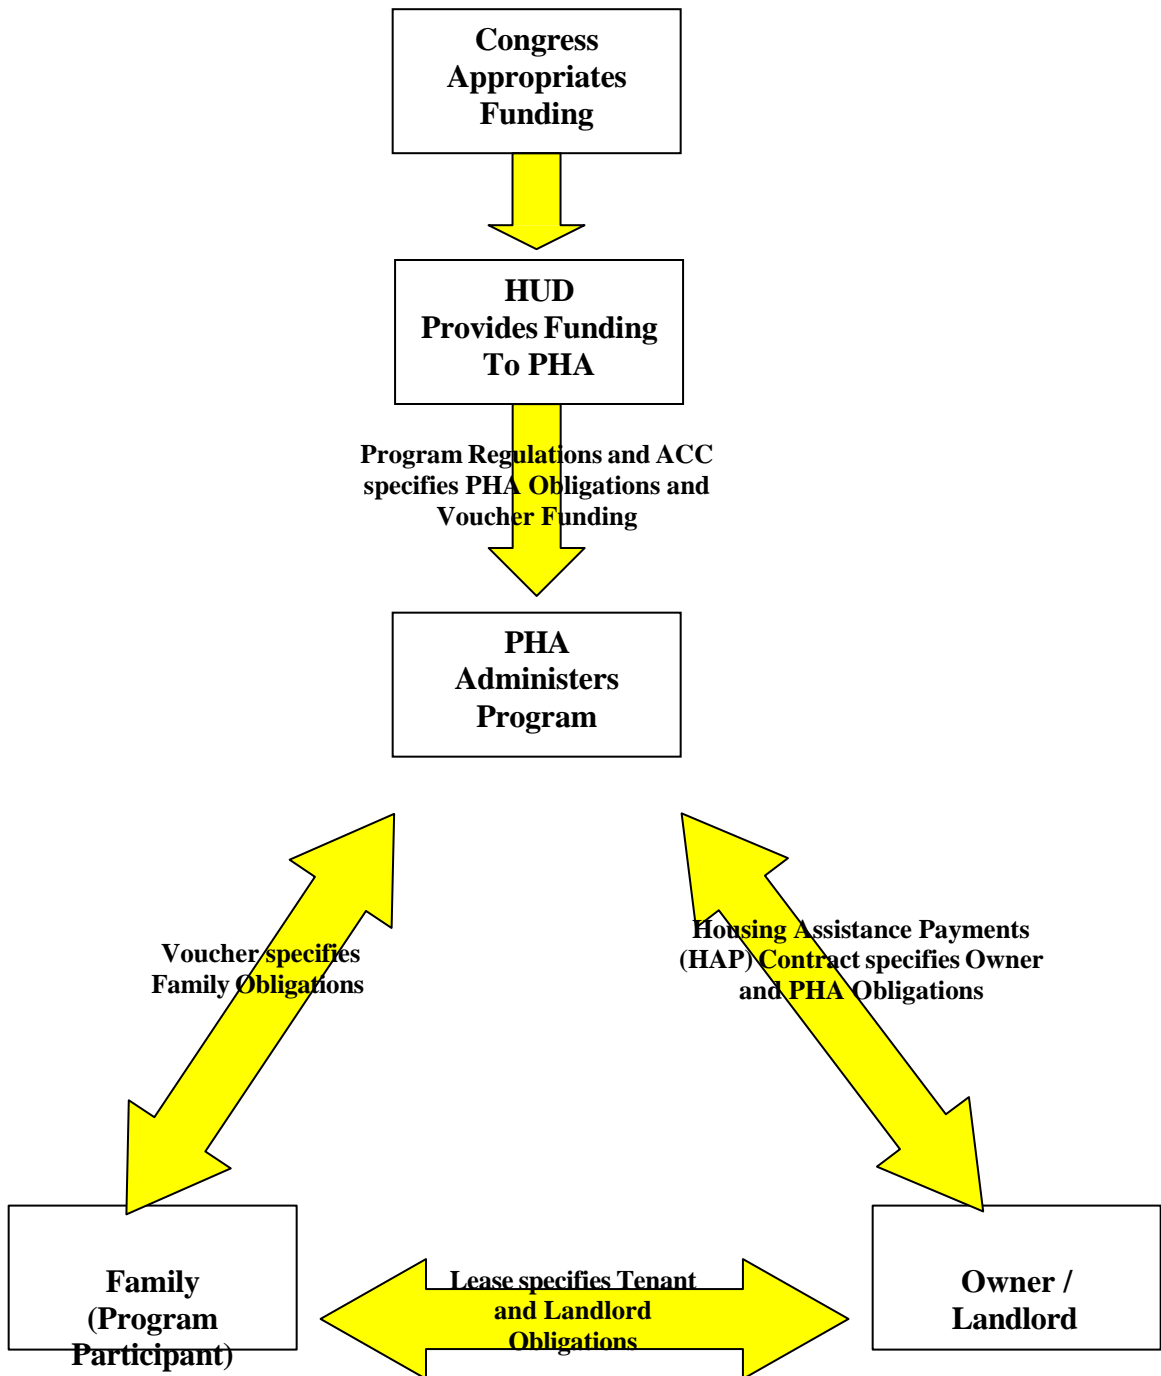 Congress
Appropriates
Funding
HUD
Provides Funding
To PHA
Program Regulations and ACC
specifies PHA Obligations and
Voucher Funding
PHA
Administers
Program
Voucher specifies
Family Obligations
Housing Assistance Payments
(HAP) Contract specifies Owner
and PHA Obligations
Family
(Program
Participant)
Lease specifies Tenant
and Landlord
Obligations
Owner /
Landlord